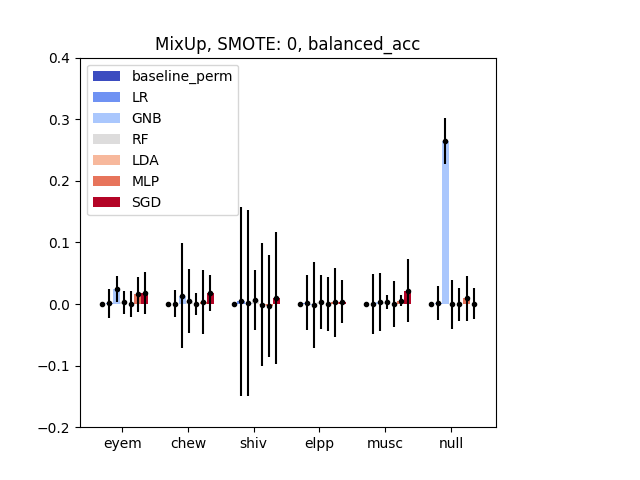 MixUp, SMOTE: 0, balanced_acc
0.4
0.3
0.2
0.1
0.0
−0.1
−0.2
baseline_perm
LR
GNB
RF
LDA
MLP
SGD
eyem chew shiv elpp musc null